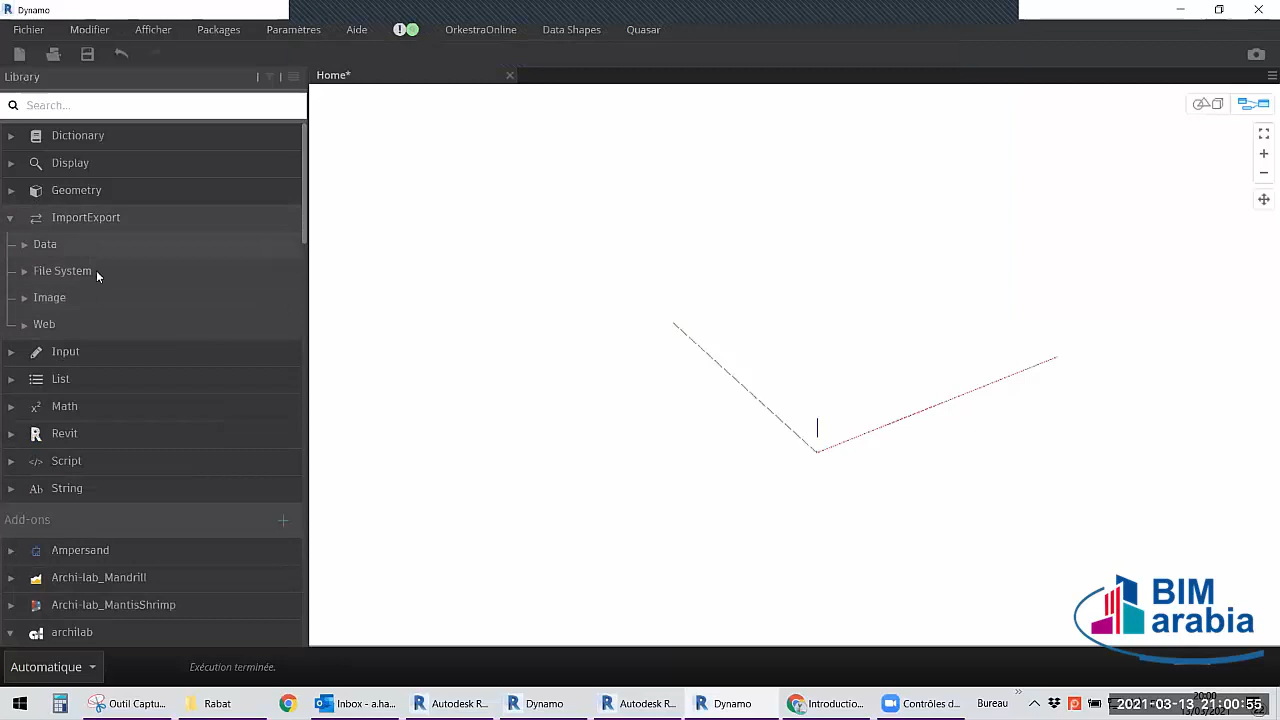 Dynamo
Fichier Modifier Afficher Packages Paramètres Aide OrkestraOnline Data Shapes Quasar
Library
Home*
Search...
Dictionary
Display
Geometry
ImportExport
Data
File System
Image
Web
Input
List
Math
Revit
Script
String
Add-ons
Ampersand
Archi-lab_Mandrill
Archi-lab_MantisShrimp
archilab
BIM
arabia
Automatique
Exécution terminée.
Outil Captu...
Rabat
Inbox - ...
Autodesk R...
Dynamo
Autodesk R...
Dynamo
Contrôles d...
Bureau
20:00
2021-03-13 21:00:55